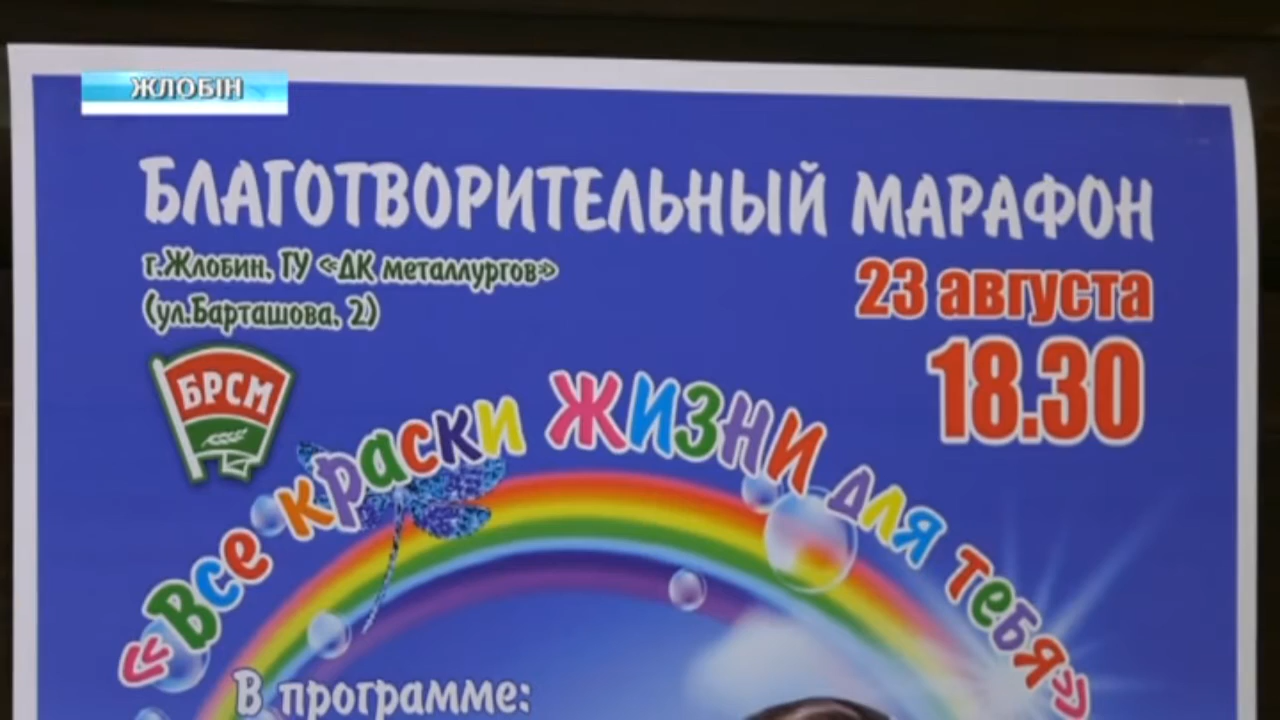 ЖЛОБІН
БЛАГОТВОРИТЕЛЬНЫЙ МАРАФОН
г.Жлобин, ГУ «ДК металлургов»
(ул.Барташова, 2)
23 августа
18.30
БРСМ
«Все краски жизни для тебя»
В программе: